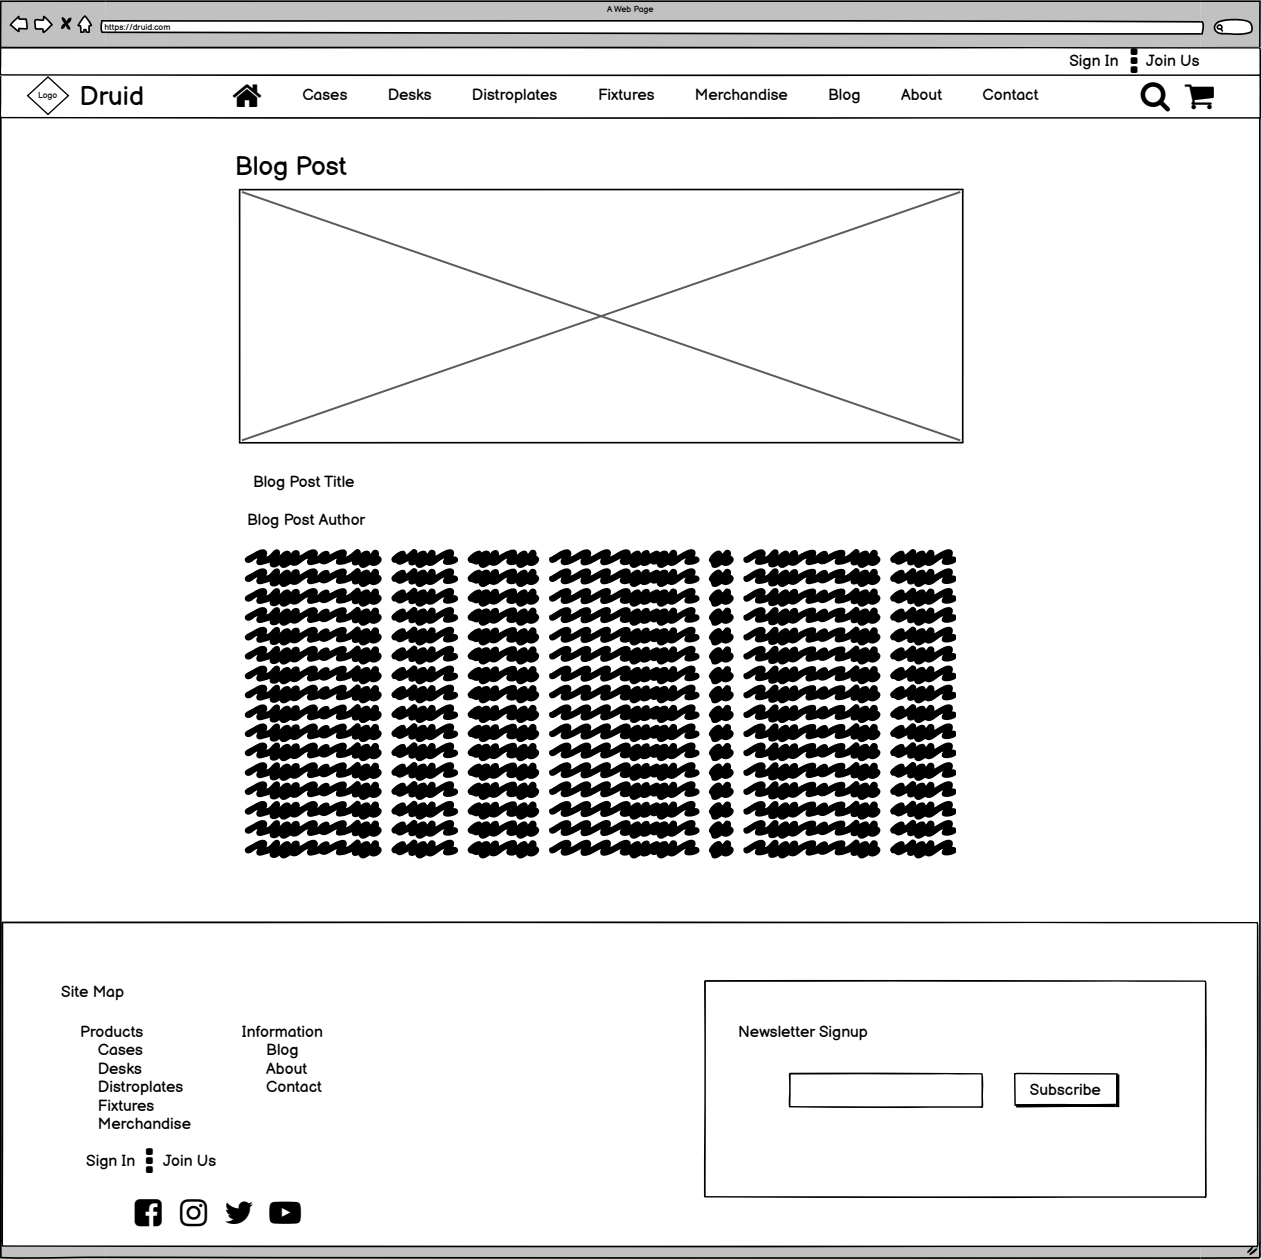 A Web Page
https://druid.com
Sign In Join Us
Logo Druid Cases Desks Distroplates Fixtures Merchandise Blog About Contact
Blog Post
Blog Post Title
Blog Post Author
Site Map
Products
Cases
Desks
Distroplates
Fixtures
Merchandise
Information
Blog
About
Contact
Sign In Join Us
Newsletter Signup
Subscribe